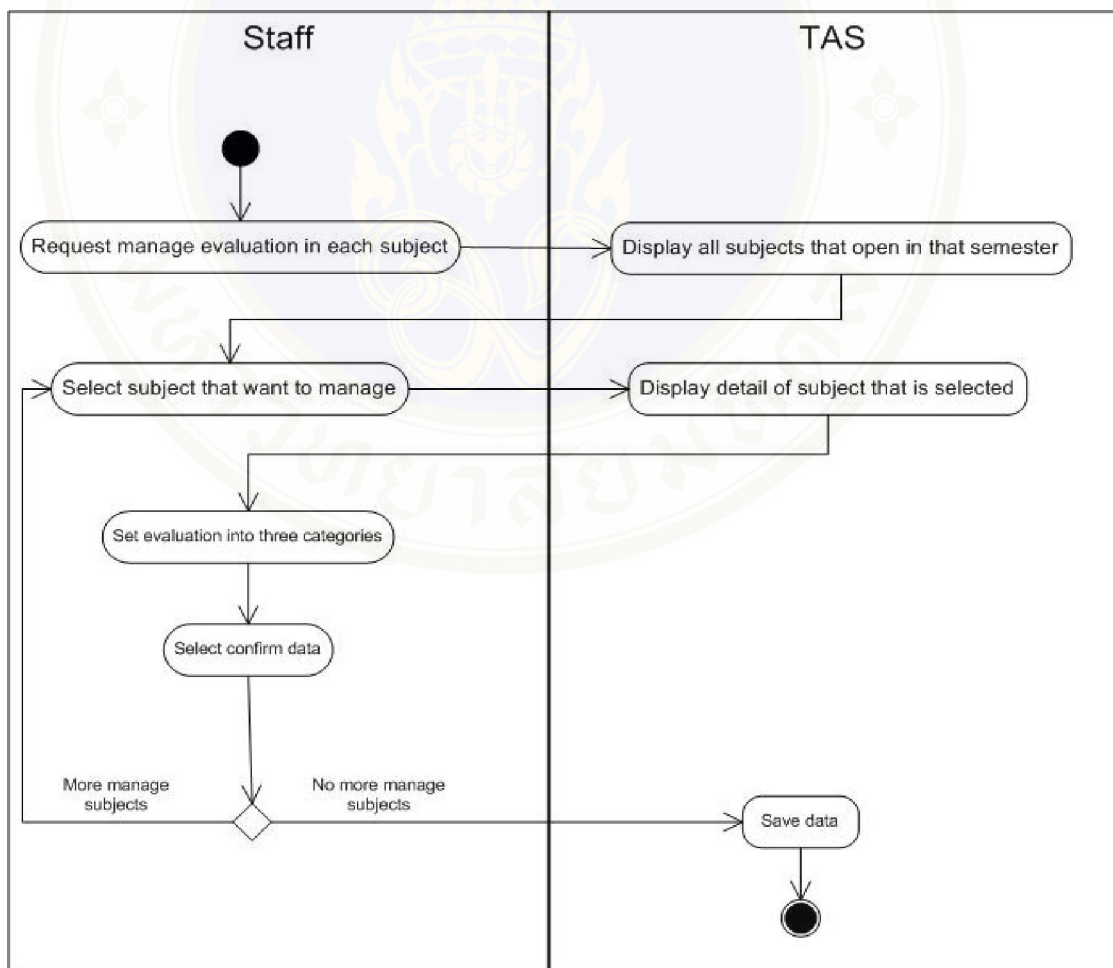 Staff
TAS
Request manage evaluation in each subject
Display all subjects that open in that semester
Select subject that want to manage
Display detail of subject that is selected
Set evaluation into three categories
Select confirm data
More manage
subjects
No more manage
subjects
Save data